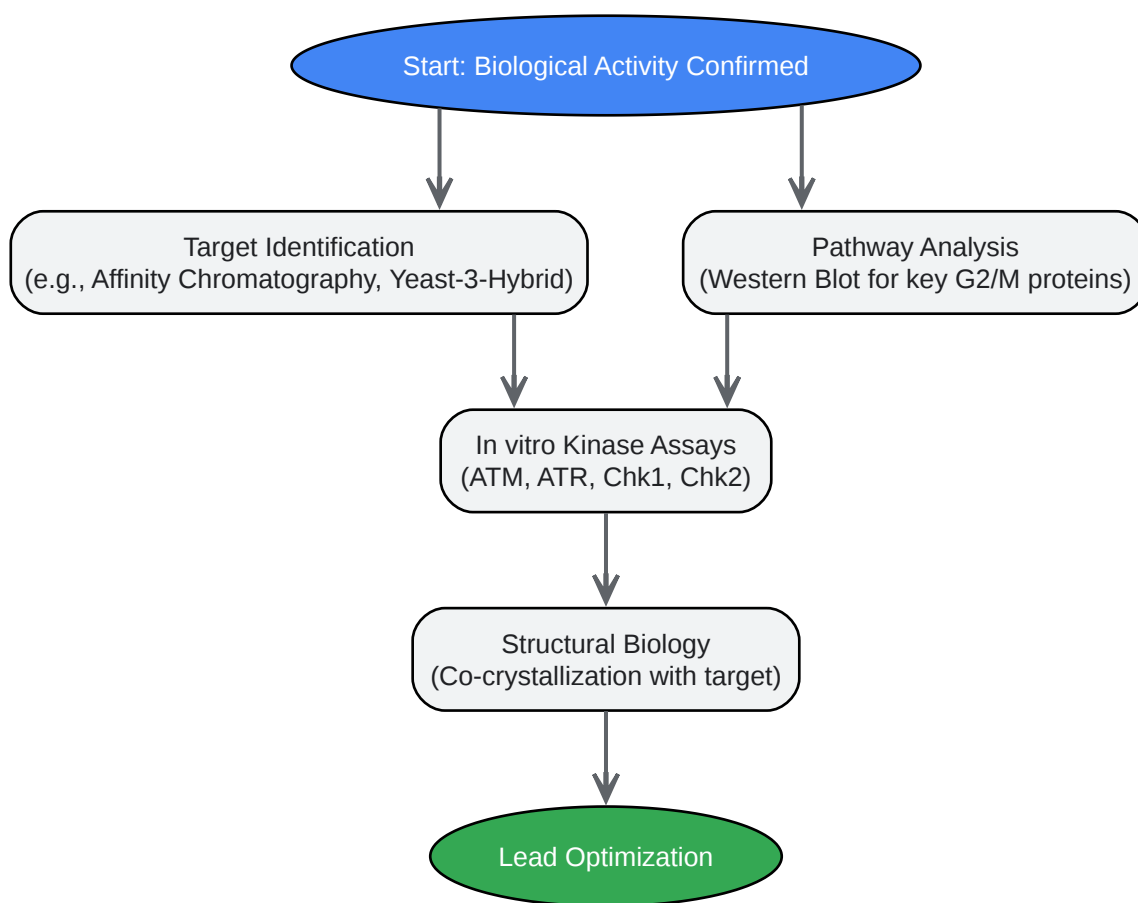 Start: Biological Activity Confirmed
Target Identification
(e.g., Affinity Chromatography, Yeast-3-Hybrid)
Pathway Analysis
(Western Blot for key G2/M proteins)
In vitro Kinase Assays
(ATM, ATR, Chk1, Chk2)
Structural Biology
(Co-crystallization with target)
Lead Optimization